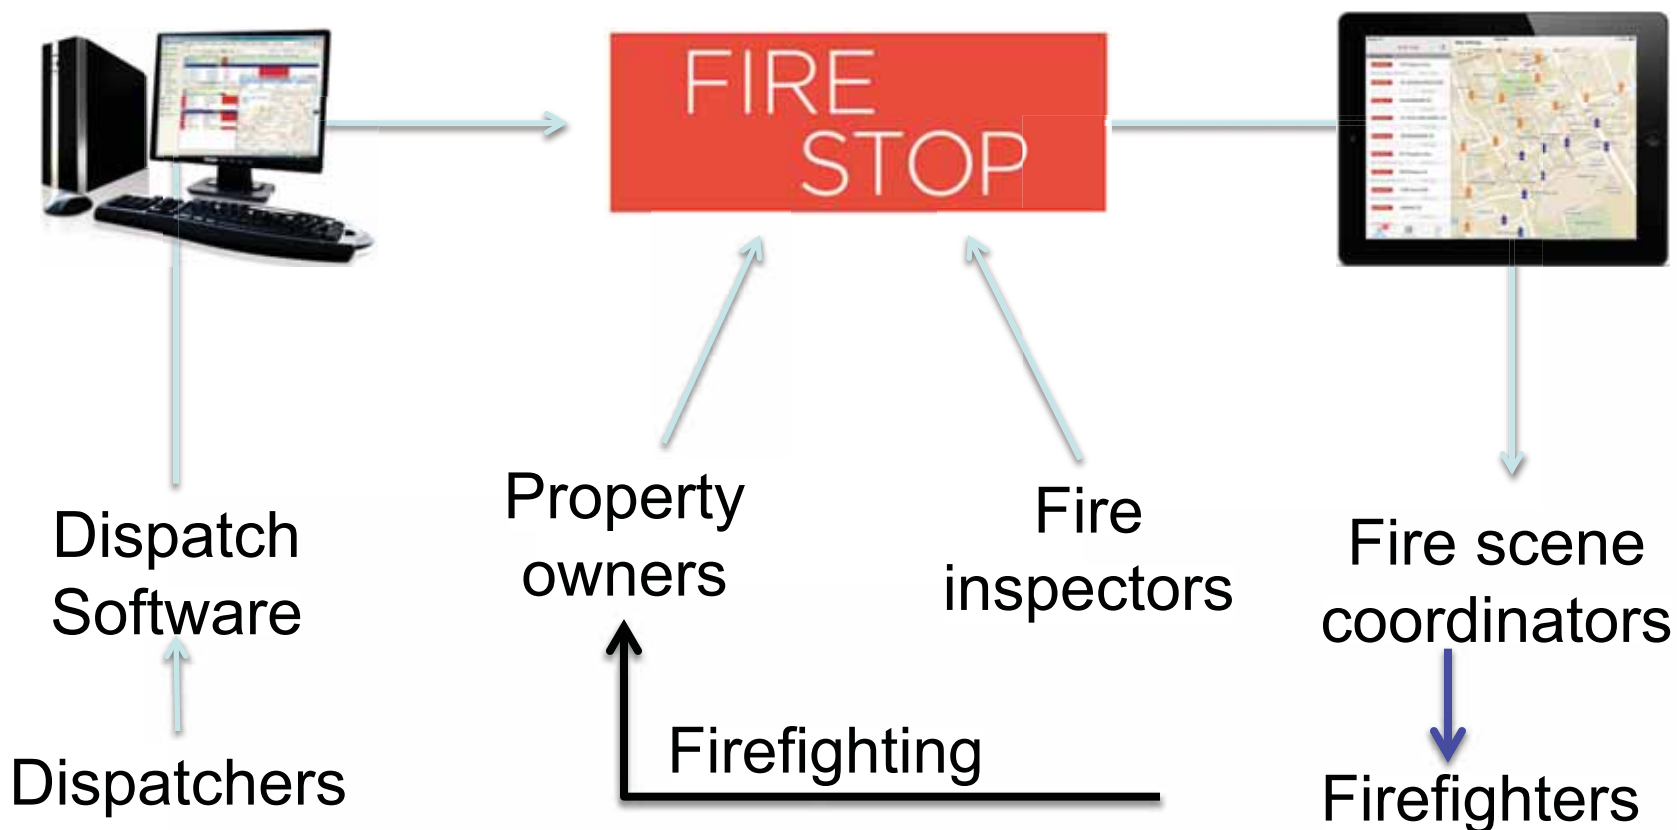 FIRE
STOP
Property
owners
Fire
inspectors
Dispatch
Software
Fire scene
coordinators
Firefighting
Dispatchers
Firefighters